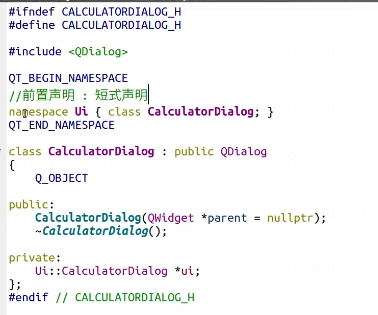 #ifndef CALCULATORDIALOG_H
#define CALCULATORDIALOG_H
#include <QDialog>
QT_BEGIN_NAMESPACE
//前置声明 : 短式声明
namespace Ui { class CalculatorDialog; }
QT_END_NAMESPACE
class CalculatorDialog : public QDialog
{
    Q_OBJECT
public:
    CalculatorDialog(QWidget *parent = nullptr);
    ~CalculatorDialog();
private:
    Ui::CalculatorDialog *ui;
};
#endif // CALCULATORDIALOG_H